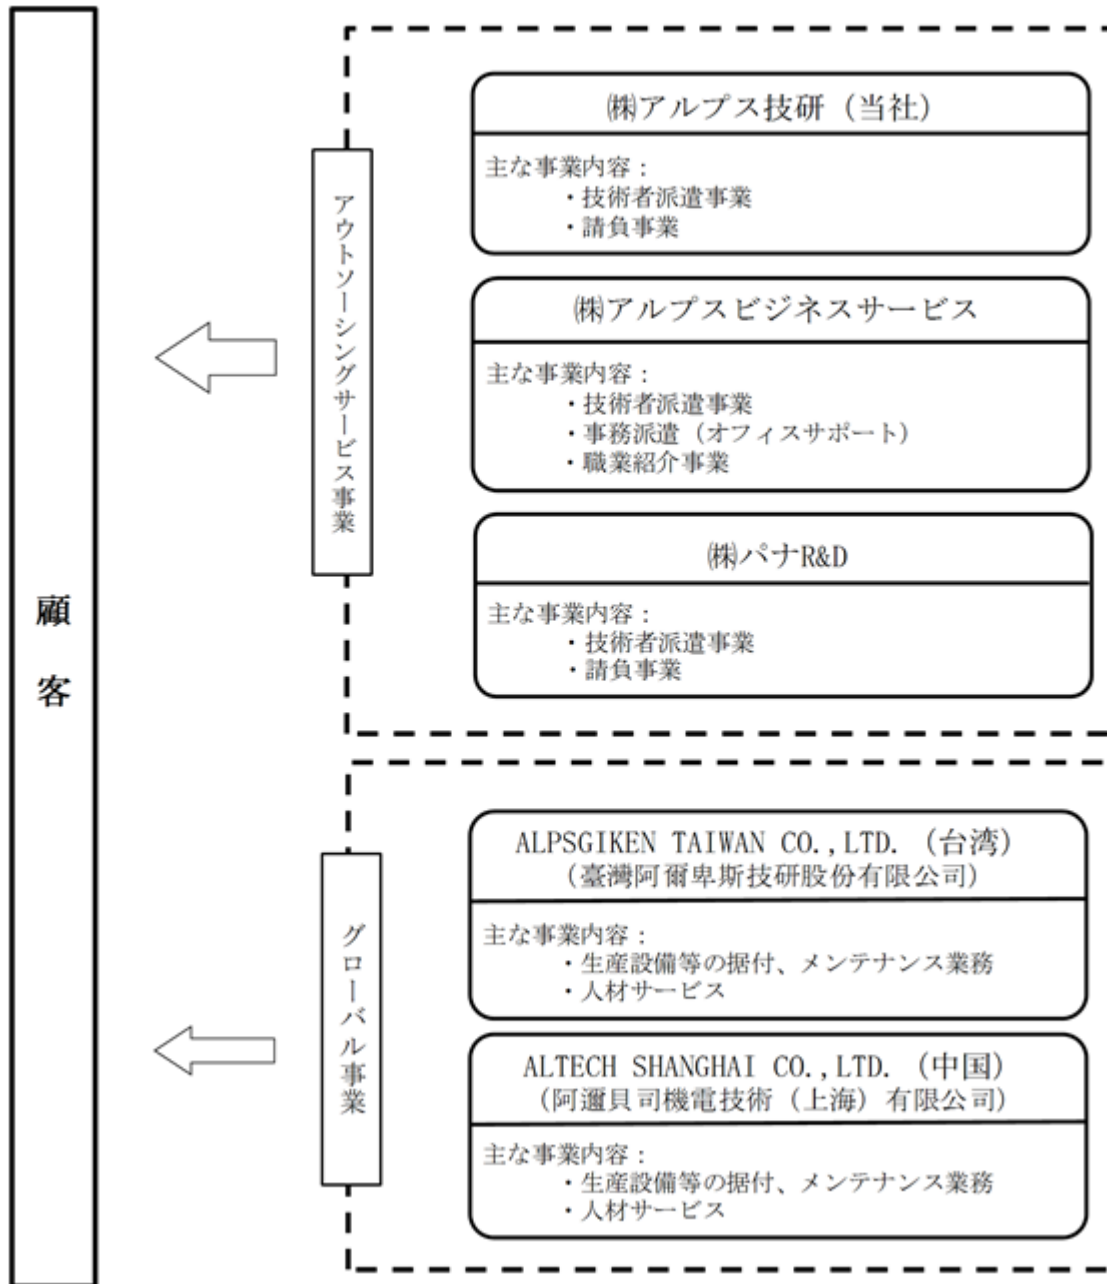 顧客
アウトソーシングサービス事業
㈱アルプス技研（当社）
主な事業内容：
・技術者派遣事業
・請負事業
㈱アルプスビジネスサービス
主な事業内容：
・技術者派遣事業
・事務派遣（オフィスサポート）
・職業紹介事業
㈱パナR&D
主な事業内容：
・技術者派遣事業
・請負事業
グローバル事業
ALPSGIKEN TAIWAN CO.,LTD.（台湾）
（臺灣阿爾卑斯技研股份有限公司）
主な事業内容：
・生産設備等の据付、メンテナンス業務
・人材サービス
ALTECH SHANGHAI CO.,LTD.（中国）
（阿邇貝司機電技術（上海）有限公司）
主な事業内容：
・生産設備等の据付、メンテナンス業務
・人材サービス